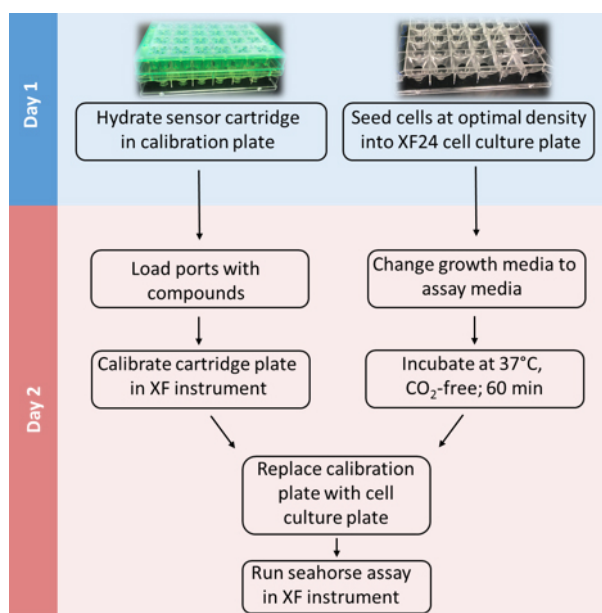 Day 1
Hydrate sensor cartridge
in calibration plate
Seed cells at optimal density
into XF24 cell culture plate
Day 2
Load ports with
compounds
Change growth media to
assay media
Calibrate cartridge plate
in XF instrument
Incubate at 37°C,
CO₂-free; 60 min
Replace calibration
plate with cell
culture plate
Run seahorse assay
in XF instrument